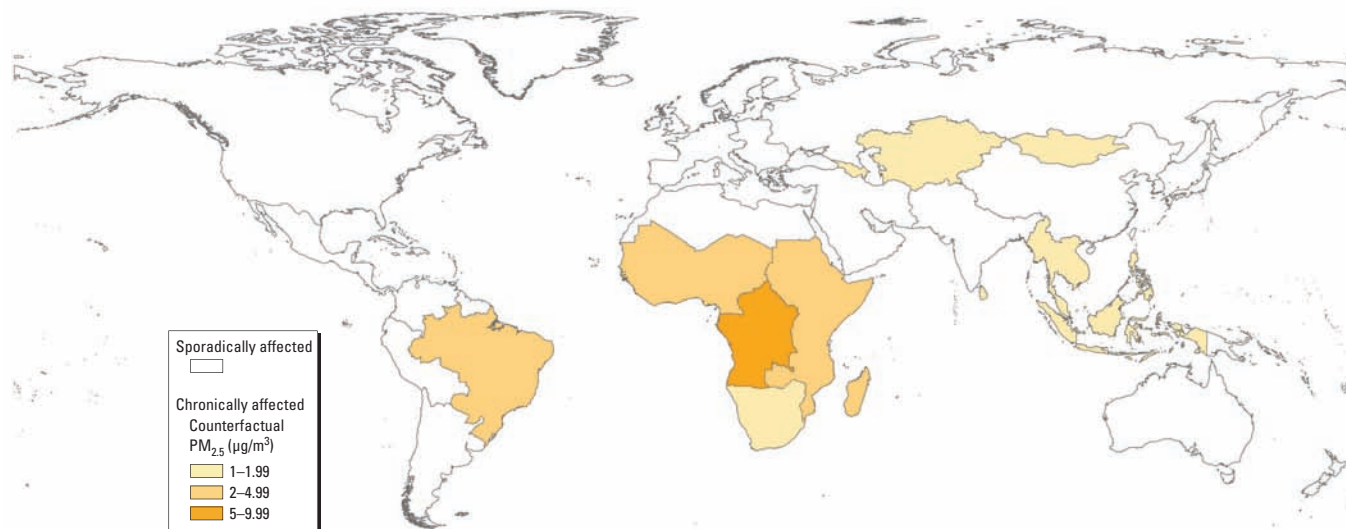 Sporadically affected
Chronically affected
Counterfactual
PM₂.₅ (µg/m³)
1–1.99
2–4.99
5–9.99